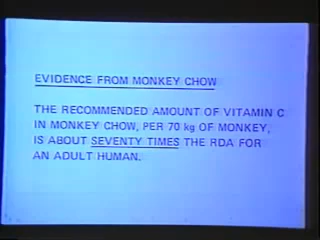 EVIDENCE FROM MONKEY CHOW
THE RECOMMENDED AMOUNT OF VITAMIN C
IN MONKEY CHOW, PER 70 kg OF MONKEY,
IS ABOUT SEVENTY TIMES THE RDA FOR
AN ADULT HUMAN.